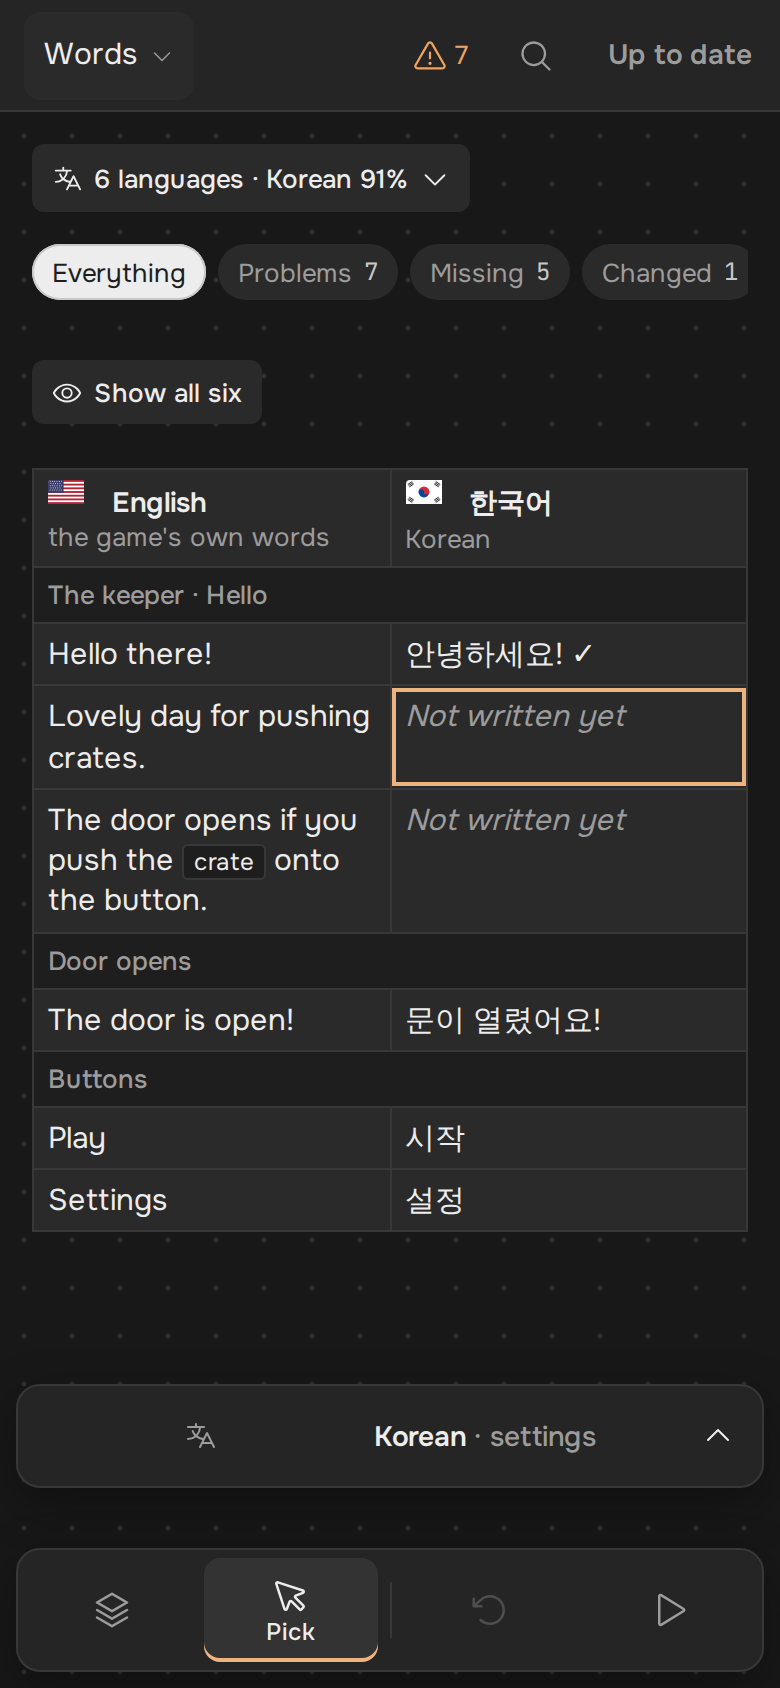 Words
7
Up to date
6 languages · Korean 91%
Everything
Problems 7
Missing 5
Changed 1
Show all six
English
the game's own words
한국어
Korean
The keeper · Hello
Hello there!
안녕하세요! ✓
Lovely day for pushing
crates.
Not written yet
The door opens if you
push the crate onto
the button.
Not written yet
Door opens
The door is open!
문이 열렸어요!
Buttons
Play
시작
Settings
설정
Korean · settings
Pick